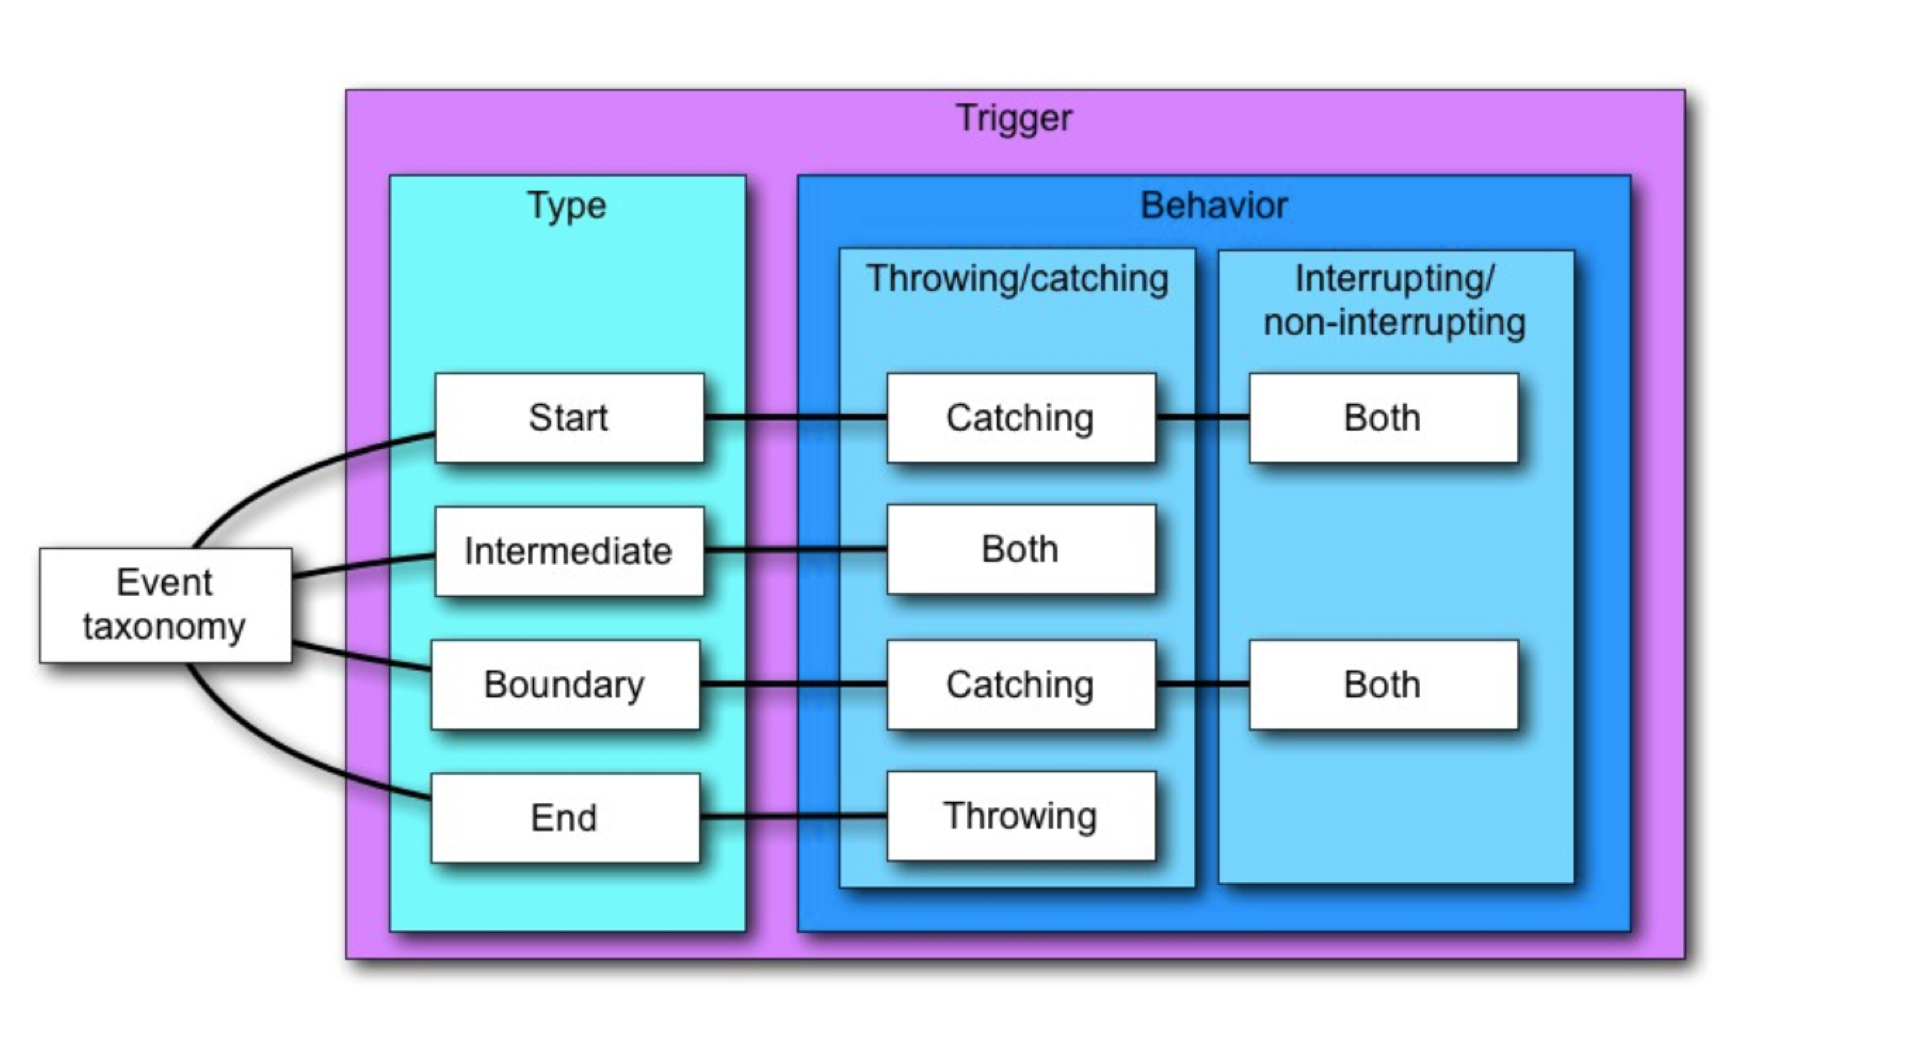 Trigger
Type
Behavior
Throwing/catching
Interrupting/
non-interrupting
Start
Catching
Both
Intermediate
Both
Event
taxonomy
Boundary
Catching
Both
End
Throwing